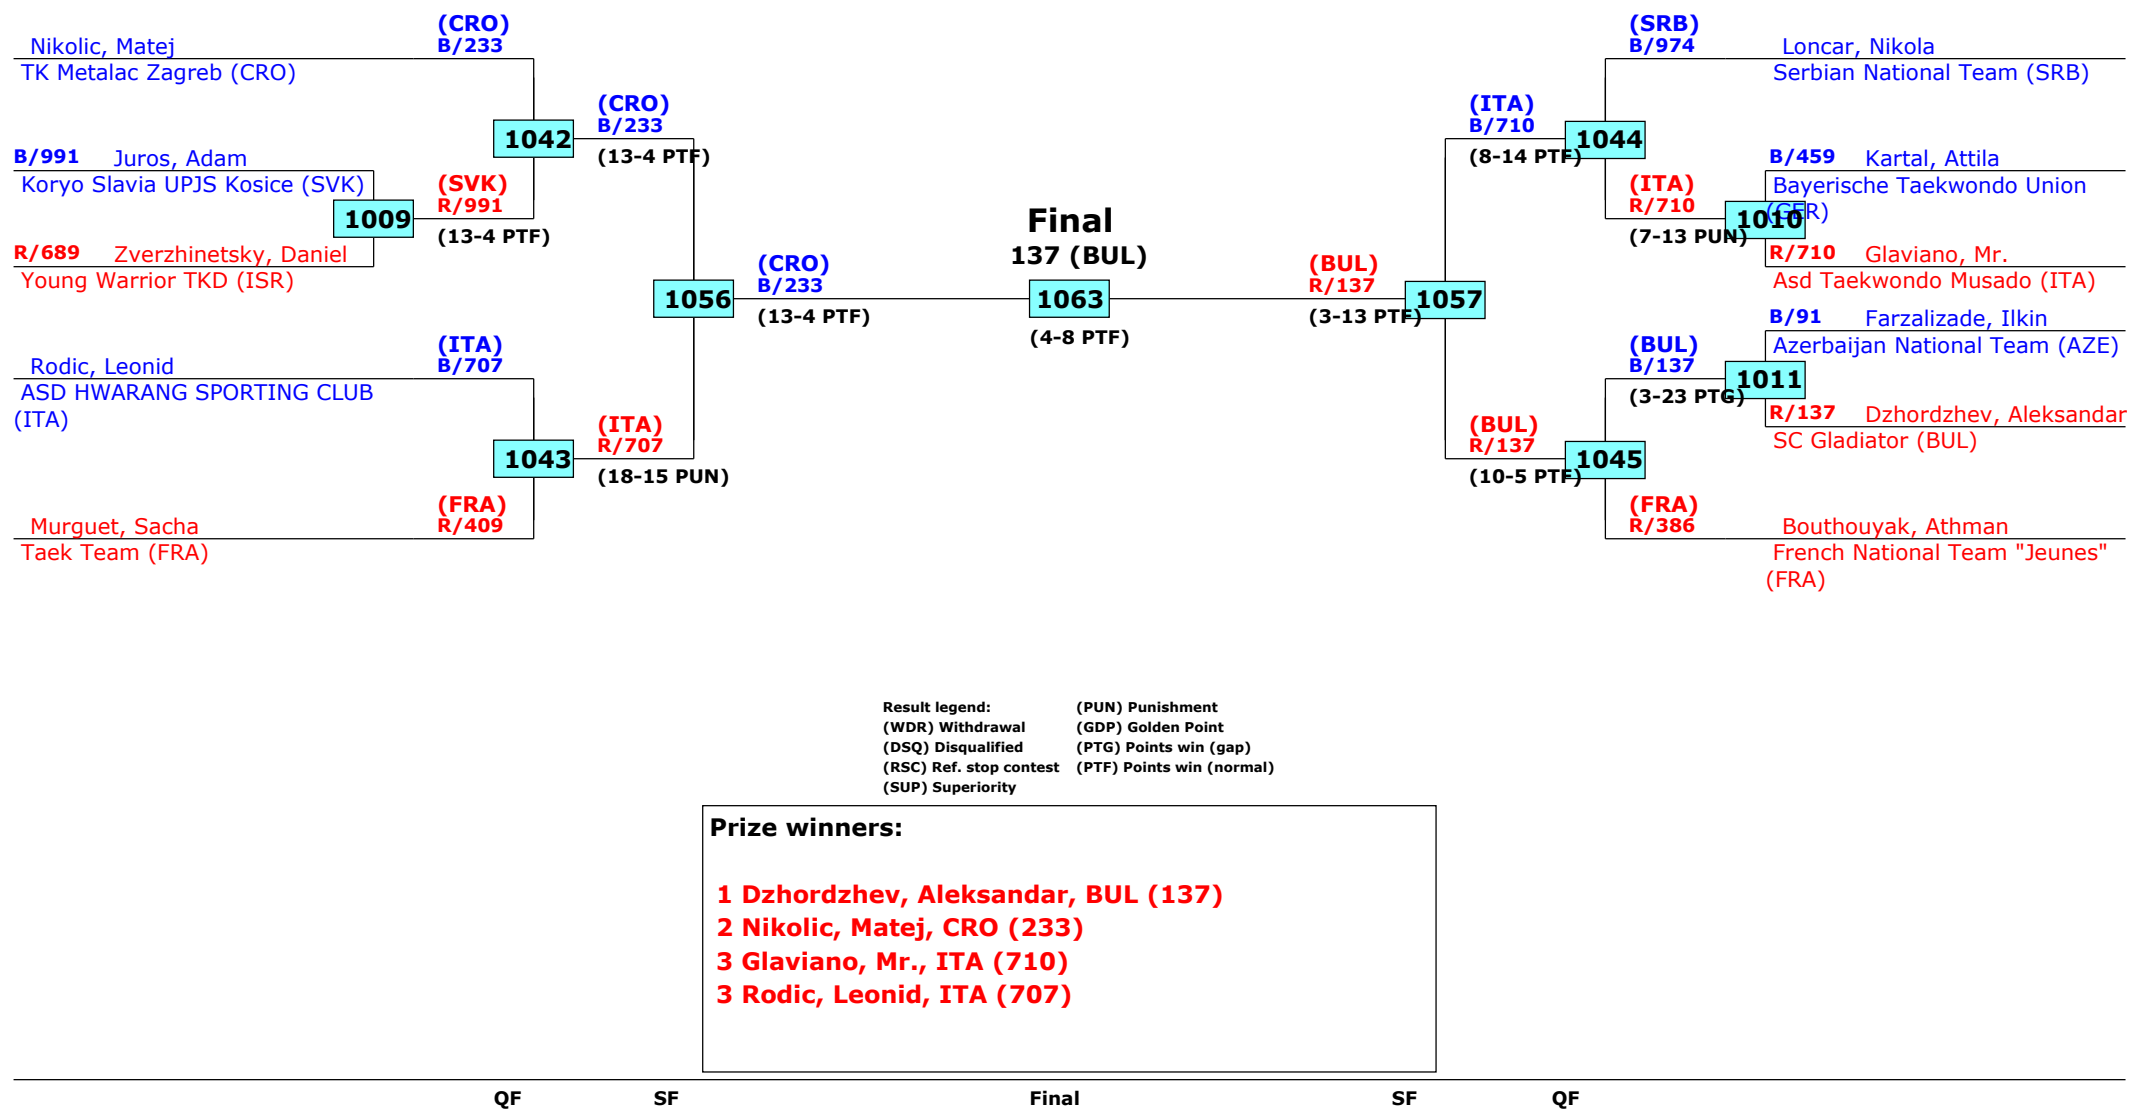 (CRO)
Nikolic, Matej B/233
TK Metalac Zagreb (CRO)
(CRO)
B/233
1042
(13-4 PTF)
B/991 Juros, Adam
Koryo Slavia UPJS Kosice (SVK)
(SVK)
R/991
1009
(13-4 PTF)
R/689 Zverzhinetsky, Daniel
Young Warrior TKD (ISR)
(CRO)
B/233
1056
(13-4 PTF)
(ITA)
Rodic, Leonid B/707
ASD HWARANG SPORTING CLUB
(ITA)
(ITA)
R/707
1043
(18-15 PUN)
(FRA)
Murguet, Sacha R/409
Taek Team (FRA)
Final
137 (BUL)
1063
(4-8 PTF)
(SRB)
B/974 Loncar, Nikola
Serbian National Team (SRB)
(ITA)
B/710
1044
(8-14 PTF)
B/459 Kartal, Attila
Bayerische Taekwondo Union
(GER)
(ITA)
R/710
1010
(7-13 PUN)
R/710 Glaviano, Mr.
Asd Taekwondo Musado (ITA)
(BUL)
R/137
1057
(3-13 PTF)
B/91 Farzalizade, Ilkin
Azerbaijan National Team (AZE)
(BUL)
B/137
1011
(3-23 PTG)
R/137 Dzhordzhev, Aleksandar
SC Gladiator (BUL)
(BUL)
R/137
1045
(10-5 PTF)
(FRA)
R/386 Bouthouyak, Athman
French National Team "Jeunes"
(FRA)
Result legend: (PUN) Punishment
(WDR) Withdrawal (GDP) Golden Point
(DSQ) Disqualified (PTG) Points win (gap)
(RSC) Ref. stop contest (PTF) Points win (normal)
(SUP) Superiority
Prize winners:
1 Dzhordzhev, Aleksandar, BUL (137)
2 Nikolic, Matej, CRO (233)
3 Glaviano, Mr., ITA (710)
3 Rodic, Leonid, ITA (707)
QF SF Final SF QF